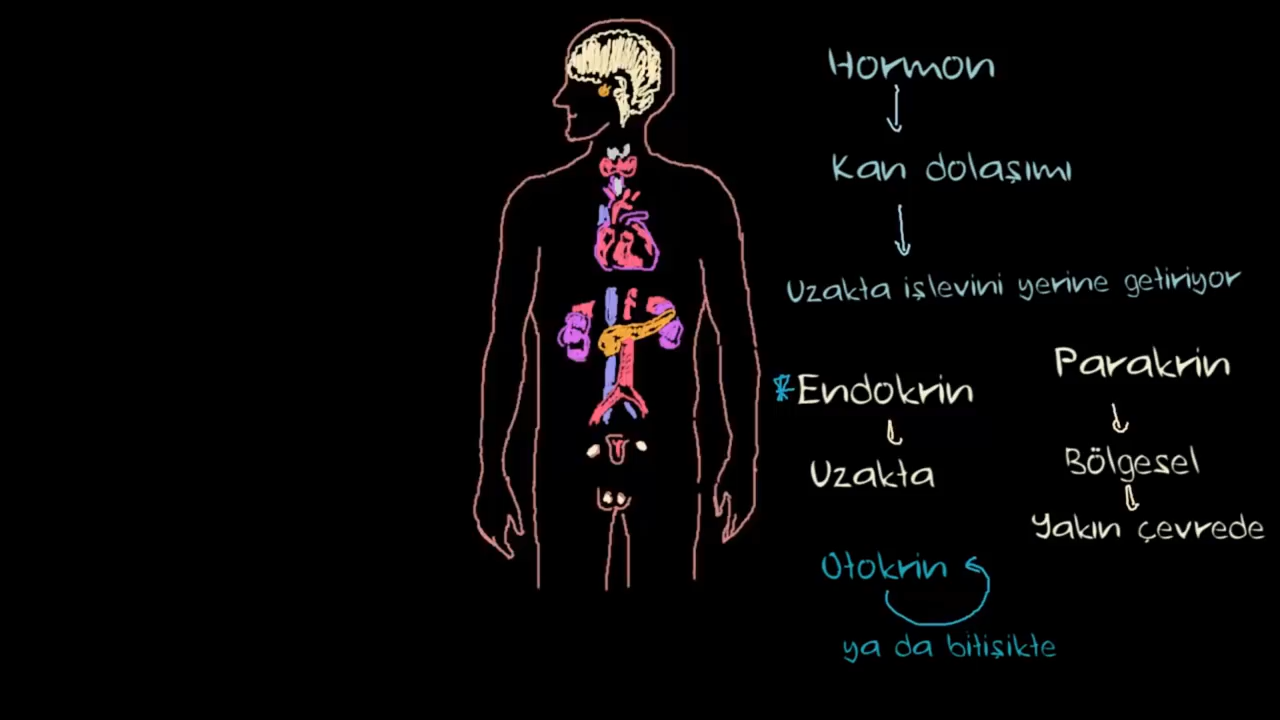 Hormon
Kan dolaşımı
Uzakta işlevini yerine getiriyor
*Endokrin
Uzakta
Parakrin
Bölgesel
Yakın çevrede
Otokrin
ya da bitişikte